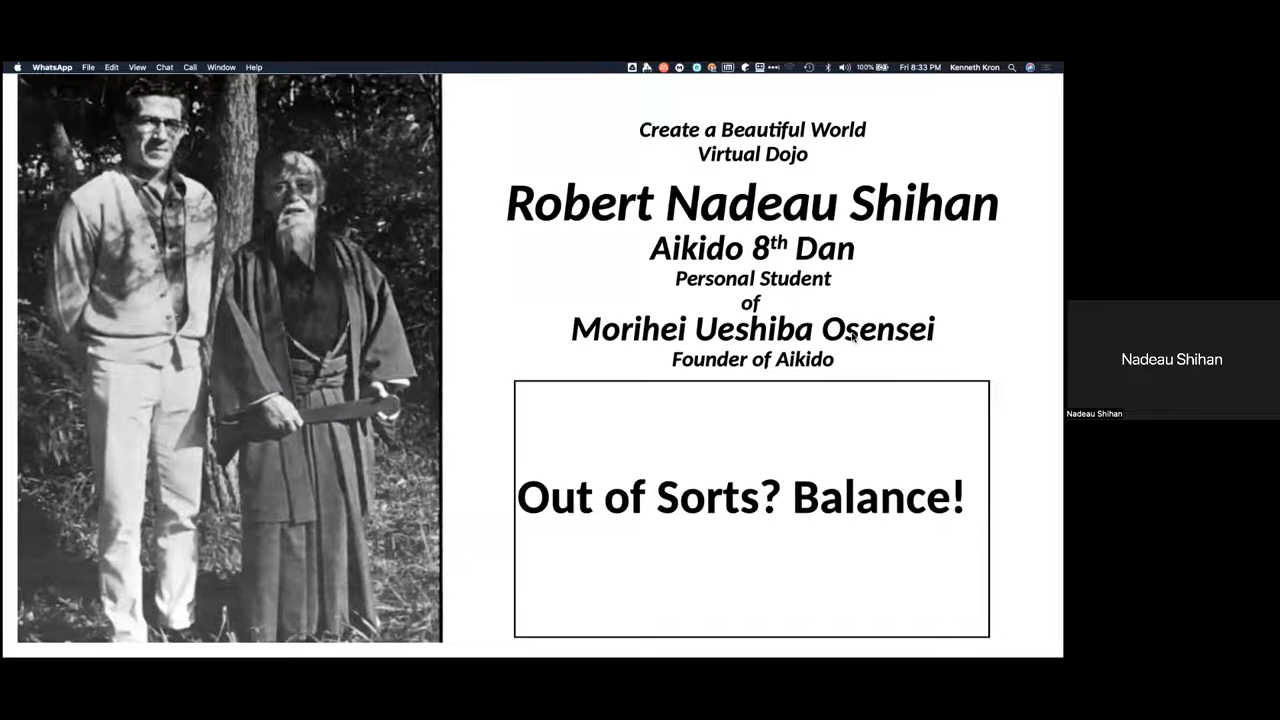 WhatsApp File Edit View Chat Call Window Help
100% Fri 8:33 PM Kenneth Kron
Create a Beautiful World
Virtual Dojo
Robert Nadeau Shihan
Aikido 8th Dan
Personal Student
of
Morihei Ueshiba Osensei
Founder of Aikido
Out of Sorts? Balance!
Nadeau Shihan
Nadeau Shihan